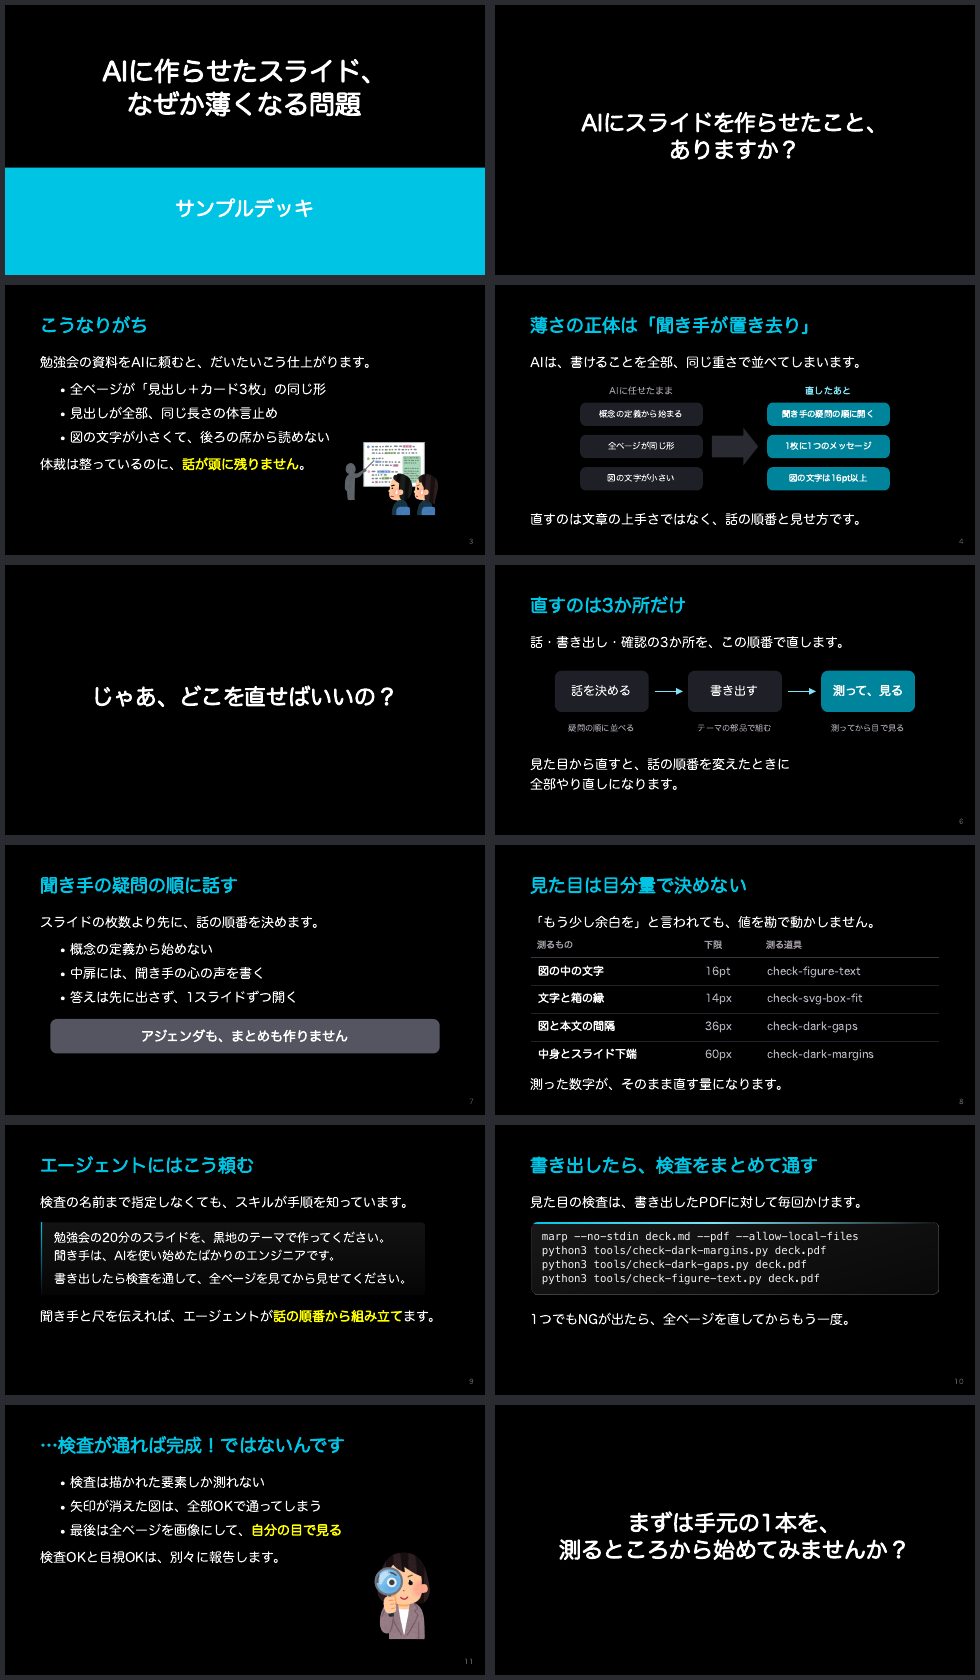 AIに作らせたスライド、
なぜか薄くなる問題
サンプルデッキ
AIにスライドを作らせたこと、
ありますか？
こうなりがち
勉強会の資料をAIに頼むと、だいたいこう仕上がります。
• 全ページが「見出し＋カード3枚」の同じ形
• 見出しが全部、同じ長さの体言止め
• 図の文字が小さくて、後ろの席から読めない
体裁は整っているのに、話が頭に残りません。
3
薄さの正体は「聞き手が置き去り」
AIは、書けることを全部、同じ重さで並べてしまいます。
AIに任せたまま
概念の定義から始まる
全ページが同じ形
図の文字が小さい
直したあと
聞き手の疑問の順に開く
1枚に1つのメッセージ
図の文字は16pt以上
直すのは文章の上手さではなく、話の順番と見せ方です。
4
じゃあ、どこを直せばいいの？
直すのは3か所だけ
話・書き出し・確認の3か所を、この順番で直します。
話を決める
書き出す
測って、見る
疑問の順に並べる
テーマの部品で組む
測ってから目で見る
見た目から直すと、話の順番を変えたときに
全部やり直しになります。
6
聞き手の疑問の順に話す
スライドの枚数より先に、話の順番を決めます。
• 概念の定義から始めない
• 中扉には、聞き手の心の声を書く
• 答えは先に出さず、1スライドずつ開く
アジェンダも、まとめも作りません
7
見た目は目分量で決めない
「もう少し余白を」と言われても、値を勘で動かしません。
測るもの 下限 測る道具
図の中の文字 16pt check-figure-text
文字と箱の縁 14px check-svg-box-fit
図と本文の間隔 36px check-dark-gaps
中身とスライド下端 60px check-dark-margins
測った数字が、そのまま直す量になります。
8
エージェントにはこう頼む
検査の名前まで指定しなくても、スキルが手順を知っています。
勉強会の20分のスライドを、黒地のテーマで作ってください。
聞き手は、AIを使い始めたばかりのエンジニアです。
書き出したら検査を通して、全ページを見てから見せてください。
聞き手と尺を伝えれば、エージェントが話の順番から組み立てます。
9
書き出したら、検査をまとめて通す
見た目の検査は、書き出したPDFに対して毎回かけます。
marp --no-stdin deck.md --pdf --allow-local-files
python3 tools/check-dark-margins.py deck.pdf
python3 tools/check-dark-gaps.py deck.pdf
python3 tools/check-figure-text.py deck.pdf
1つでもNGが出たら、全ページを直してからもう一度。
10
…検査が通れば完成！ではないんです
• 検査は描かれた要素しか測れない
• 矢印が消えた図は、全部OKで通ってしまう
• 最後は全ページを画像にして、自分の目で見る
検査OKと目視OKは、別々に報告します。
11
まずは手元の1本を、
測るところから始めてみませんか？